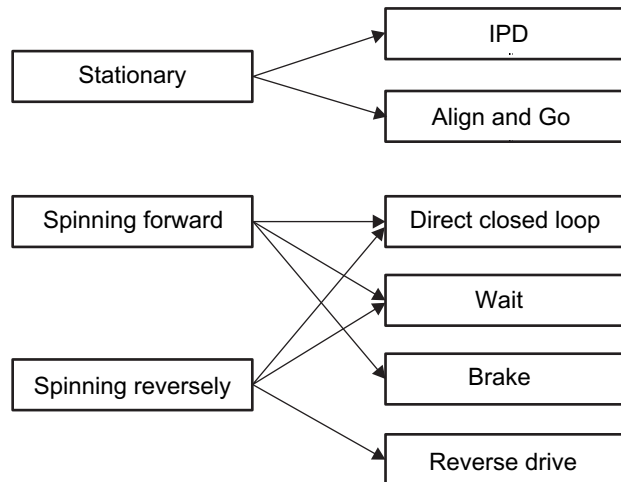 IPD
Stationary
Align and Go
Spinning forward
Direct closed loop
Wait
Spinning reversely
Brake
Reverse drive